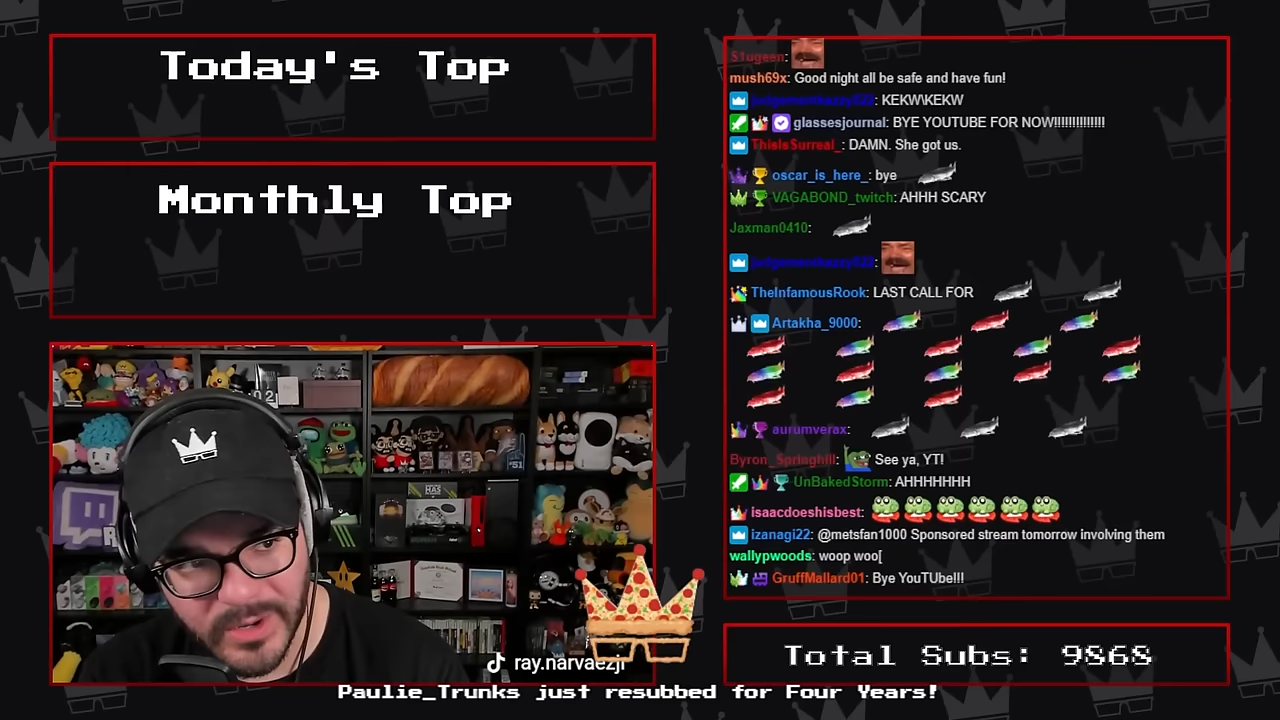 Today's Top
Monthly Top
S1ugeen:
mush69x: Good night all be safe and have fun!
KEKW\KEKW
glassesjournal: BYE YOUTUBE FOR NOW!!!!!!!!!!!!!!
ThisIsSurreal_: DAMN. She got us.
oscar_is_here_: bye
VAGABOND_twitch: AHHH SCARY
Jaxman0410:
TheInfamousRook: LAST CALL FOR
Artakha_9000:
aurumverax:
Byron_Springhill: See ya, YT!
UnBakedStorm: AHHHHHHH
isaacdoeshisbest:
izanagi22: @metsfan1000 Sponsored stream tomorrow involving them
wallypwoods: woop woo[
GruffMallard01: Bye YouTUbe!!!
ray.narvaezjr
Total Subs: 9868
Paulie_Trunks just resubbed for Four Years!